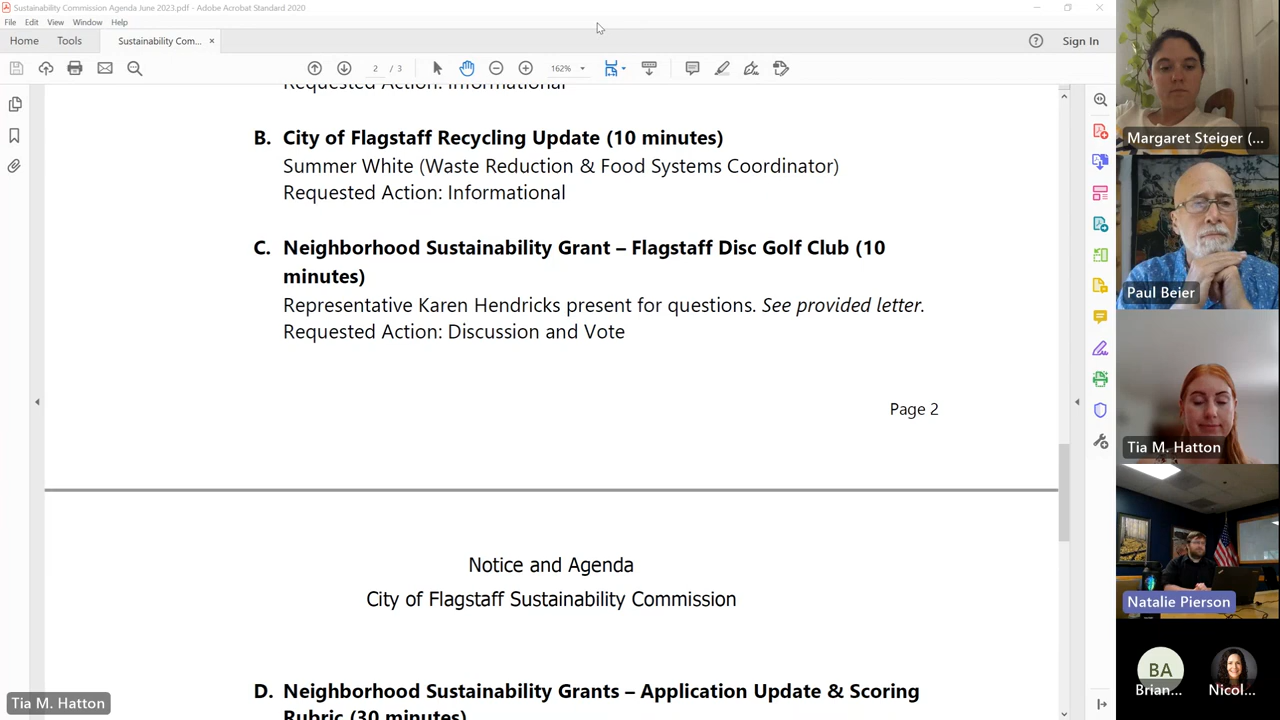 Sustainability Commission Agenda June 2023.pdf - Adobe Acrobat Standard 2020
File Edit View Window Help
Home Tools Sustainability Com... ×
Sign In
2 / 3 162%
Requested Action: Informational
B. City of Flagstaff Recycling Update (10 minutes)
Summer White (Waste Reduction & Food Systems Coordinator)
Requested Action: Informational
C. Neighborhood Sustainability Grant – Flagstaff Disc Golf Club (10
minutes)
Representative Karen Hendricks present for questions. See provided letter.
Requested Action: Discussion and Vote
Page 2
Notice and Agenda
City of Flagstaff Sustainability Commission
D. Neighborhood Sustainability Grants – Application Update & Scoring
Rubric (30 minutes)
Tia M. Hatton
Margaret Steiger (...
Paul Beier
Tia M. Hatton
Natalie Pierson
BA
Brian...
Nicol...